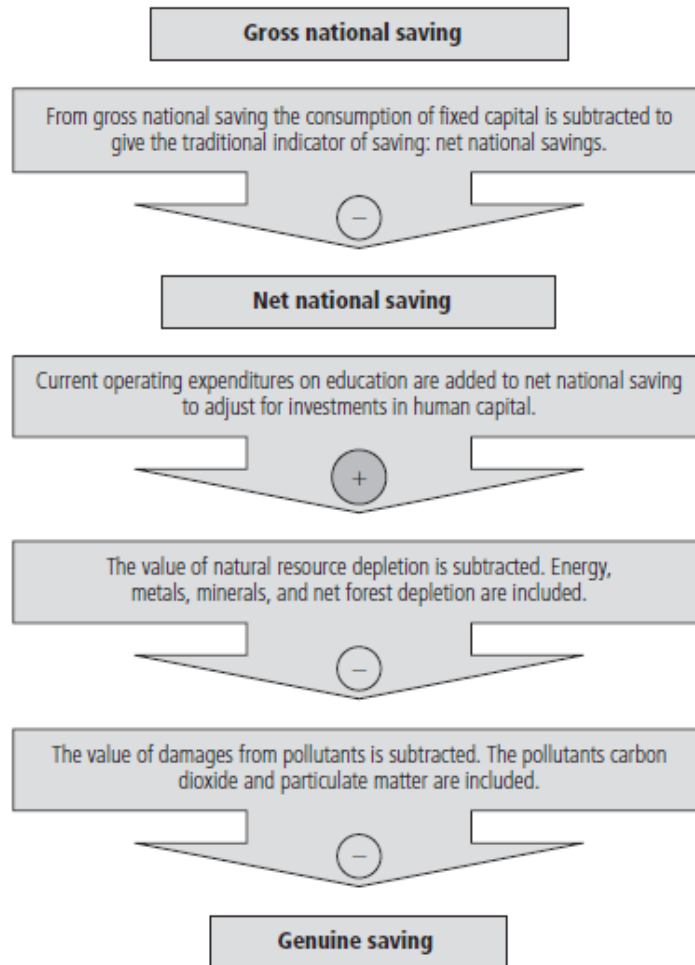 Gross national saving
From gross national saving the consumption of fixed capital is subtracted to
give the traditional indicator of saving: net national savings.
−
Net national saving
Current operating expenditures on education are added to net national saving
to adjust for investments in human capital.
+
The value of natural resource depletion is subtracted. Energy,
metals, minerals, and net forest depletion are included.
−
The value of damages from pollutants is subtracted. The pollutants carbon
dioxide and particulate matter are included.
−
Genuine saving